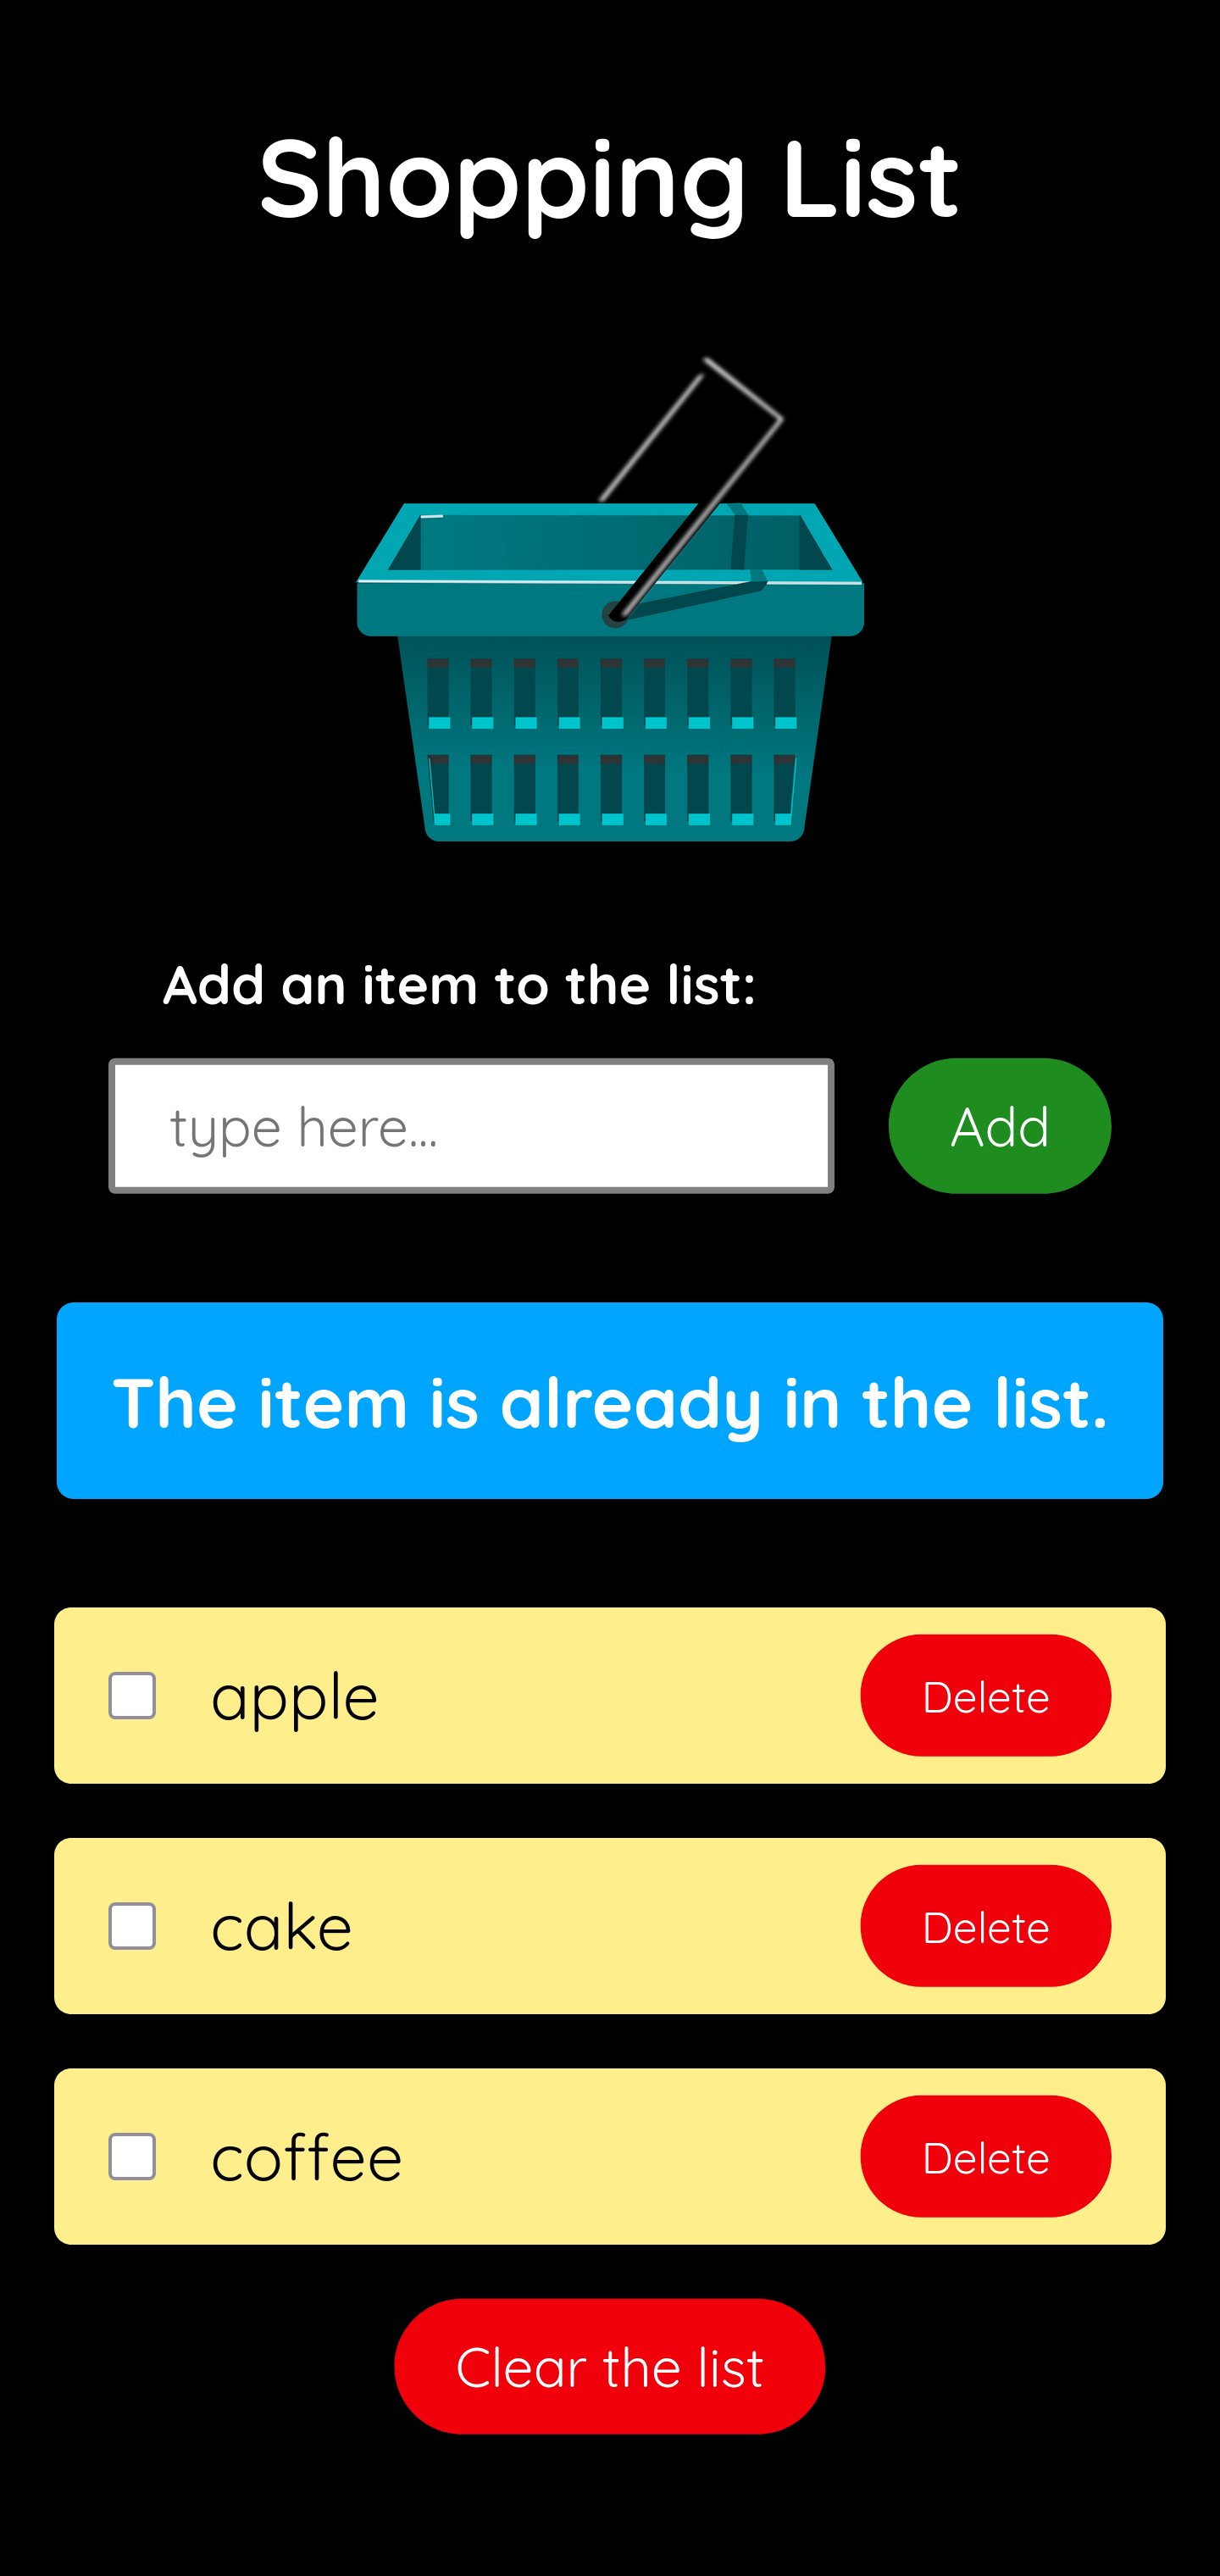 Shopping List
Add an item to the list:
type here...
Add
The item is already in the list.
apple
Delete
cake
Delete
coffee
Delete
Clear the list